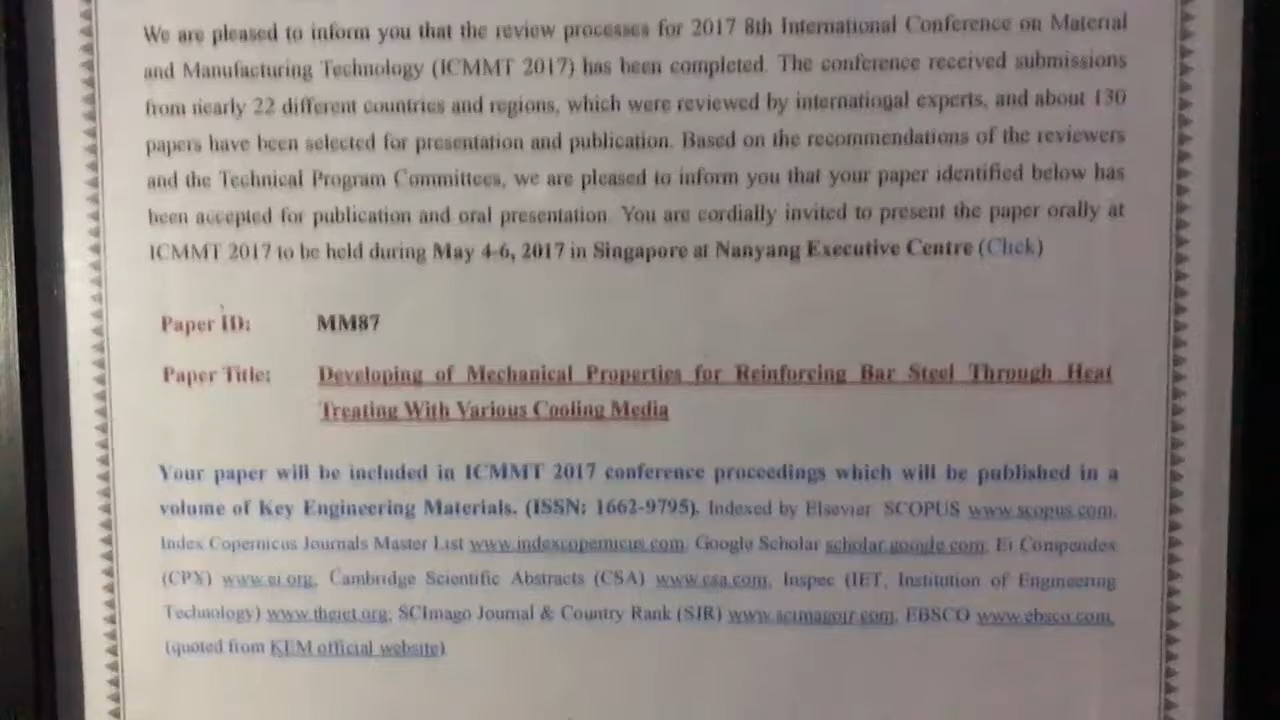 We are pleased to inform you that the review processes for 2017 8th International Conference on Material
and Manufacturing Technology (ICMMT 2017) has been completed. The conference received submissions
from nearly 22 different countries and regions, which were reviewed by international experts, and about 130
papers have been selected for presentation and publication. Based on the recommendations of the reviewers
and the Technical Program Committees, we are pleased to inform you that your paper identified below has
been accepted for publication and oral presentation. You are cordially invited to present the paper orally at
ICMMT 2017 to be held during May 4-6, 2017 in Singapore at Nanyang Executive Centre (Click)
Paper ID: MM87
Paper Title: Developing of Mechanical Properties for Reinforcing Bar Steel Through Heat
Treating With Various Cooling Media
Your paper will be included in ICMMT 2017 conference proceedings which will be published in a
volume of Key Engineering Materials. (ISSN: 1662-9795). Indexed by Elsevier SCOPUS www.scopus.com.
Index Copernicus Journals Master List www.indexcopernicus.com. Google Scholar scholar.google.com. Ei Compendex
(CPX) www.ei.org. Cambridge Scientific Abstracts (CSA) www.csa.com. Inspec (IET, Institution of Engineering
Technology) www.theiet.org. SCImago Journal & Country Rank (SJR) www.scimagojr.com. EBSCO www.ebsco.com.
(quoted from KEM official website)